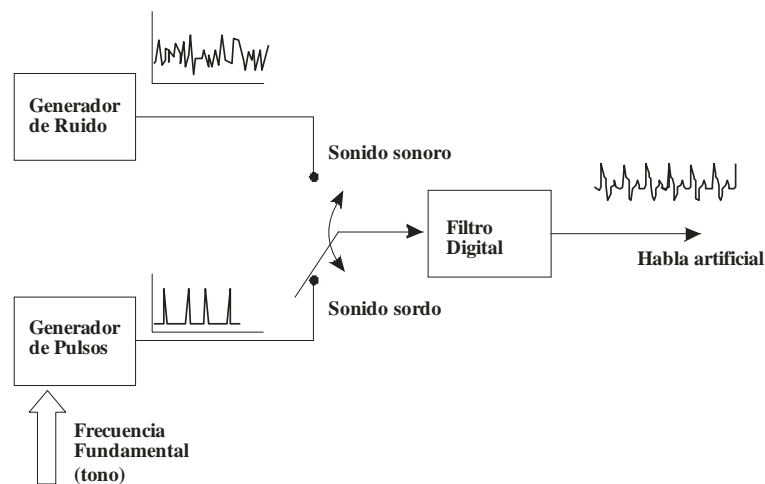 Generador
de Ruido
Sonido sonoro
Filtro
Digital
Habla artificial
Sonido sordo
Generador
de Pulsos
Frecuencia
Fundamental
(tono)